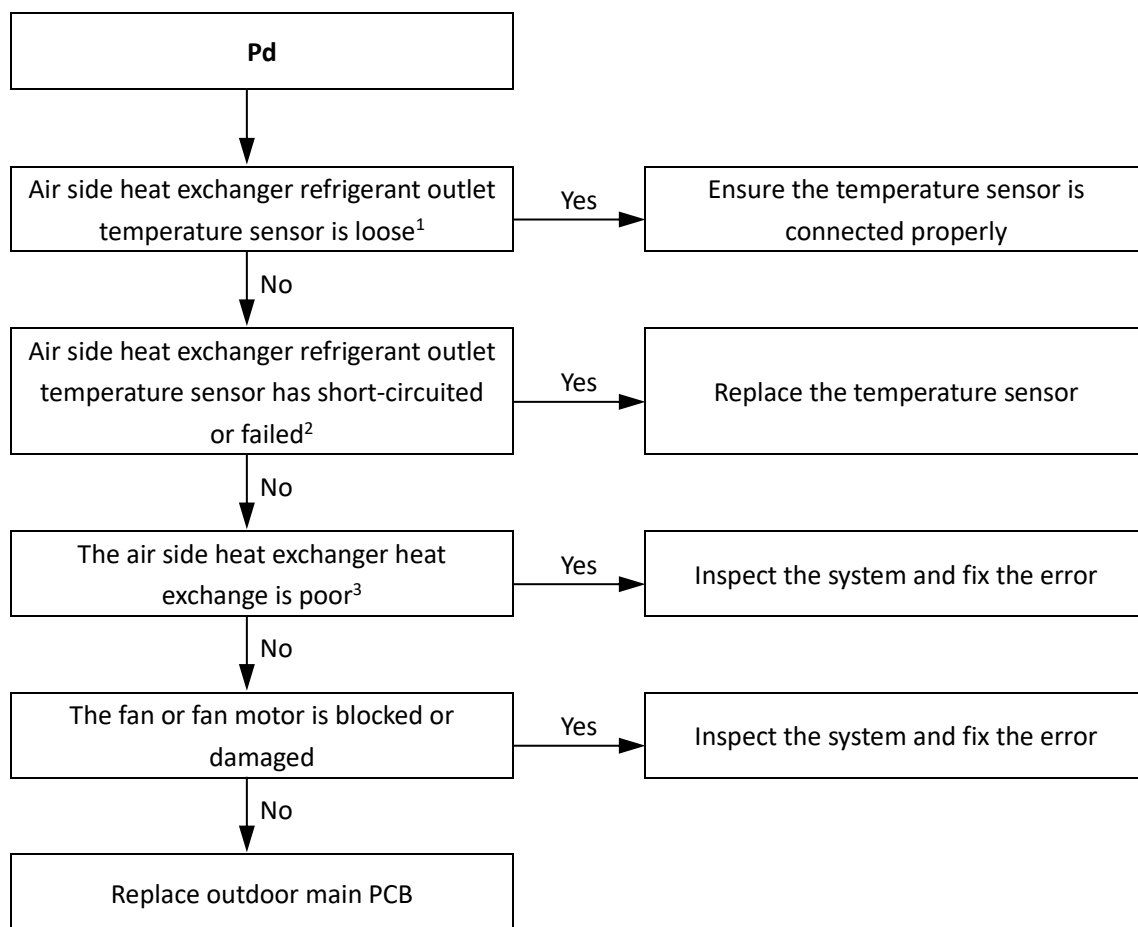 Pd
Air side heat exchanger refrigerant outlet
temperature sensor is loose¹
Yes
Ensure the temperature sensor is
connected properly
No
Air side heat exchanger refrigerant outlet
temperature sensor has short-circuited
or failed²
Yes
Replace the temperature sensor
No
The air side heat exchanger heat
exchange is poor³
Yes
Inspect the system and fix the error
No
The fan or fan motor is blocked or
damaged
Yes
Inspect the system and fix the error
No
Replace outdoor main PCB